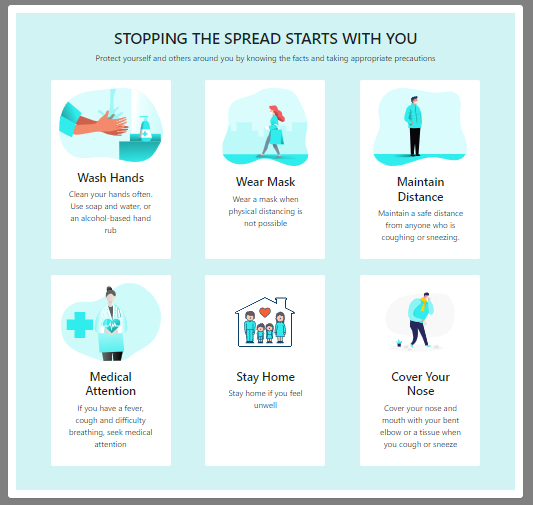 STOPPING THE SPREAD STARTS WITH YOU
Protect yourself and others around you by knowing the facts and taking appropriate precautions
Wash Hands
Clean your hands often.
Use soap and water, or
an alcohol-based hand
rub
Wear Mask
Wear a mask when
physical distancing is
not possible
Maintain
Distance
Maintain a safe distance
from anyone who is
coughing or sneezing.
Medical
Attention
If you have a fever,
cough and difficulty
breathing, seek medical
attention
Stay Home
Stay home if you feel
unwell
Cover Your
Nose
Cover your nose and
mouth with your bent
elbow or a tissue when
you cough or sneeze